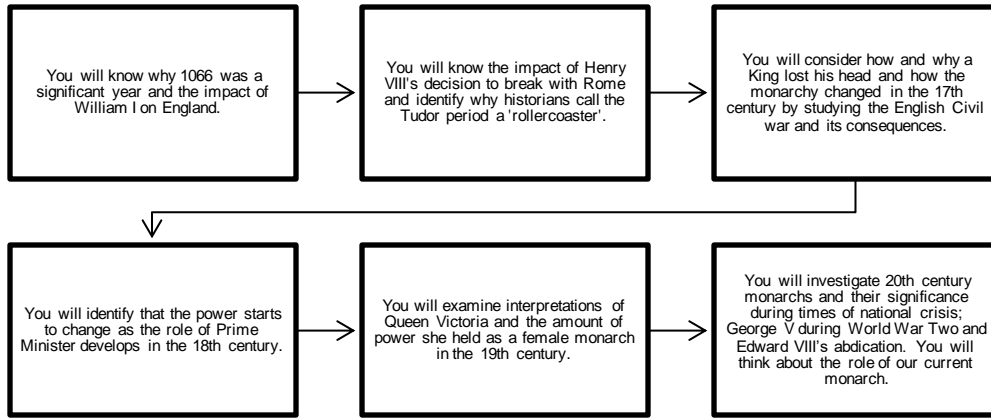 You will know why 1066 was a
significant year and the impact of
William I on England.
You will know the impact of Henry
VIII's decision to break with Rome
and identify why historians call the
Tudor period a 'rollercoaster'.
You will consider how and why a
King lost his head and how the
monarchy changed in the 17th
century by studying the English Civil
war and its consequences.
You will identify that the power starts
to change as the role of Prime
Minister develops in the 18th century.
You will examine interpretations of
Queen Victoria and the amount of
power she held as a female monarch
in the 19th century.
You will investigate 20th century
monarchs and their significance
during times of national crisis;
George V during World War Two and
Edward VIII's abdication. You will
think about the role of our current
monarch.